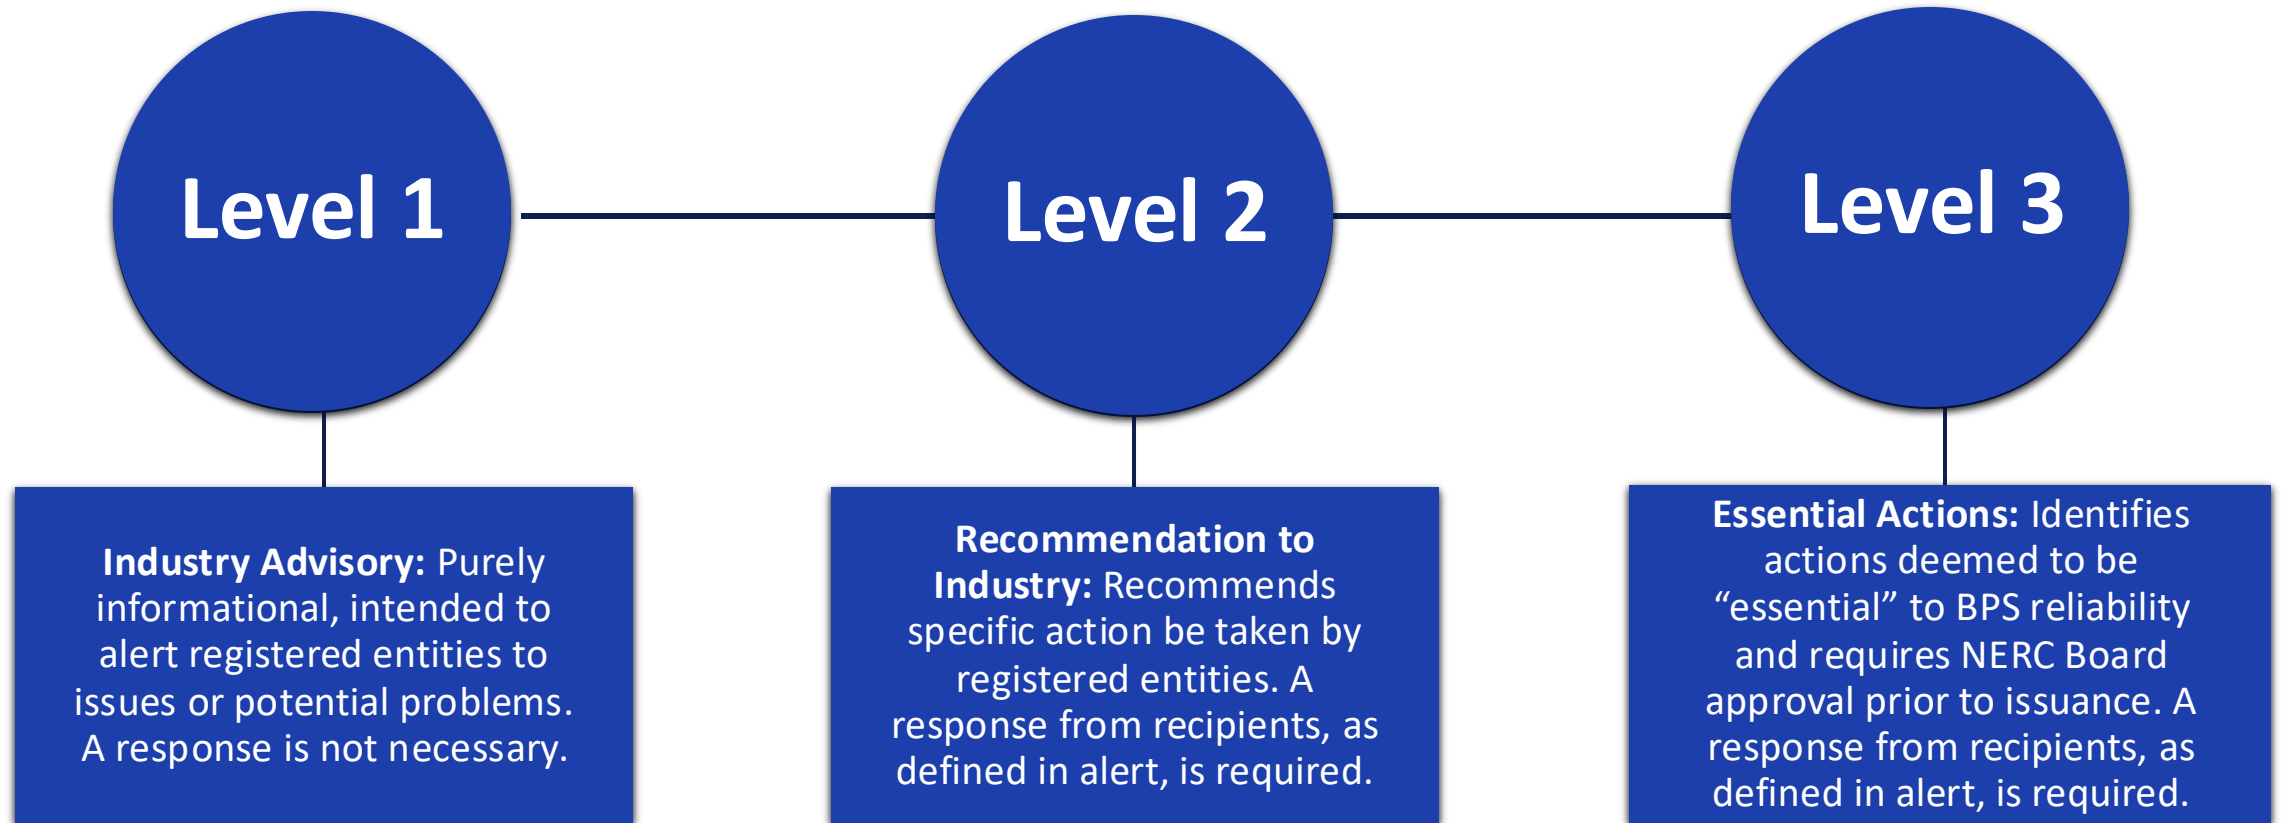 Level 1
Level 2
Level 3
Industry Advisory: Purely
informational, intended to
alert registered entities to
issues or potential problems.
A response is not necessary.
Recommendation to
Industry: Recommends
specific action be taken by
registered entities. A
response from recipients, as
defined in alert, is required.
Essential Actions: Identifies
actions deemed to be
“essential” to BPS reliability
and requires NERC Board
approval prior to issuance. A
response from recipients, as
defined in alert, is required.